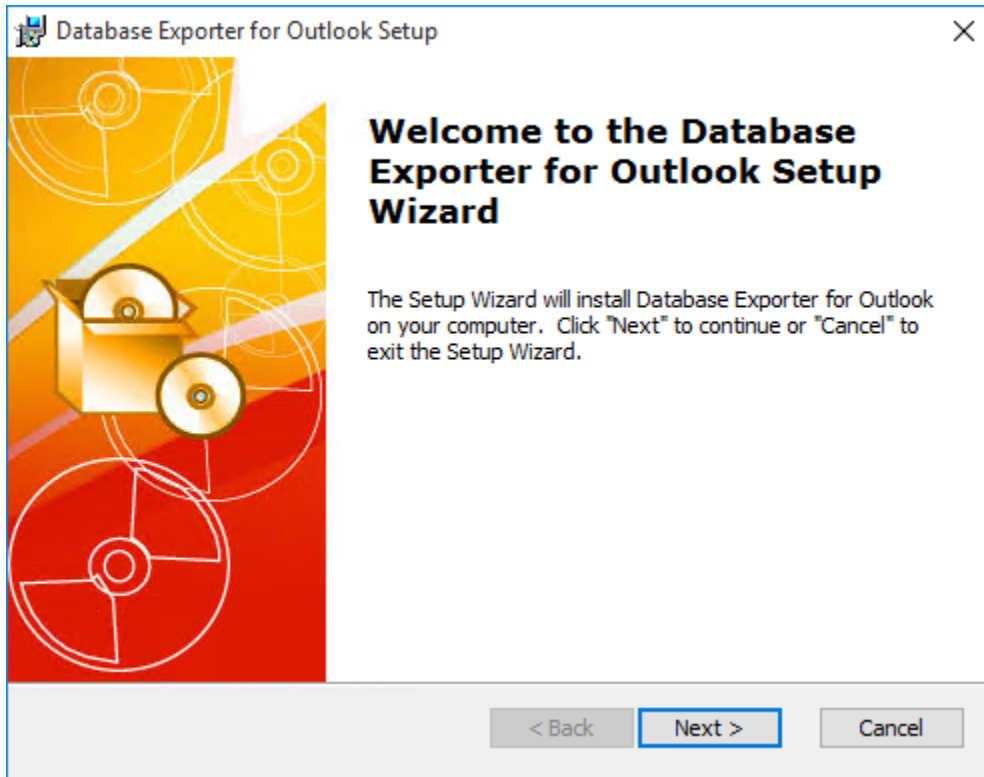 Database Exporter for Outlook Setup
Welcome to the Database
Exporter for Outlook Setup
Wizard
The Setup Wizard will install Database Exporter for Outlook
on your computer.  Click "Next" to continue or "Cancel" to
exit the Setup Wizard.
< Back Next > Cancel